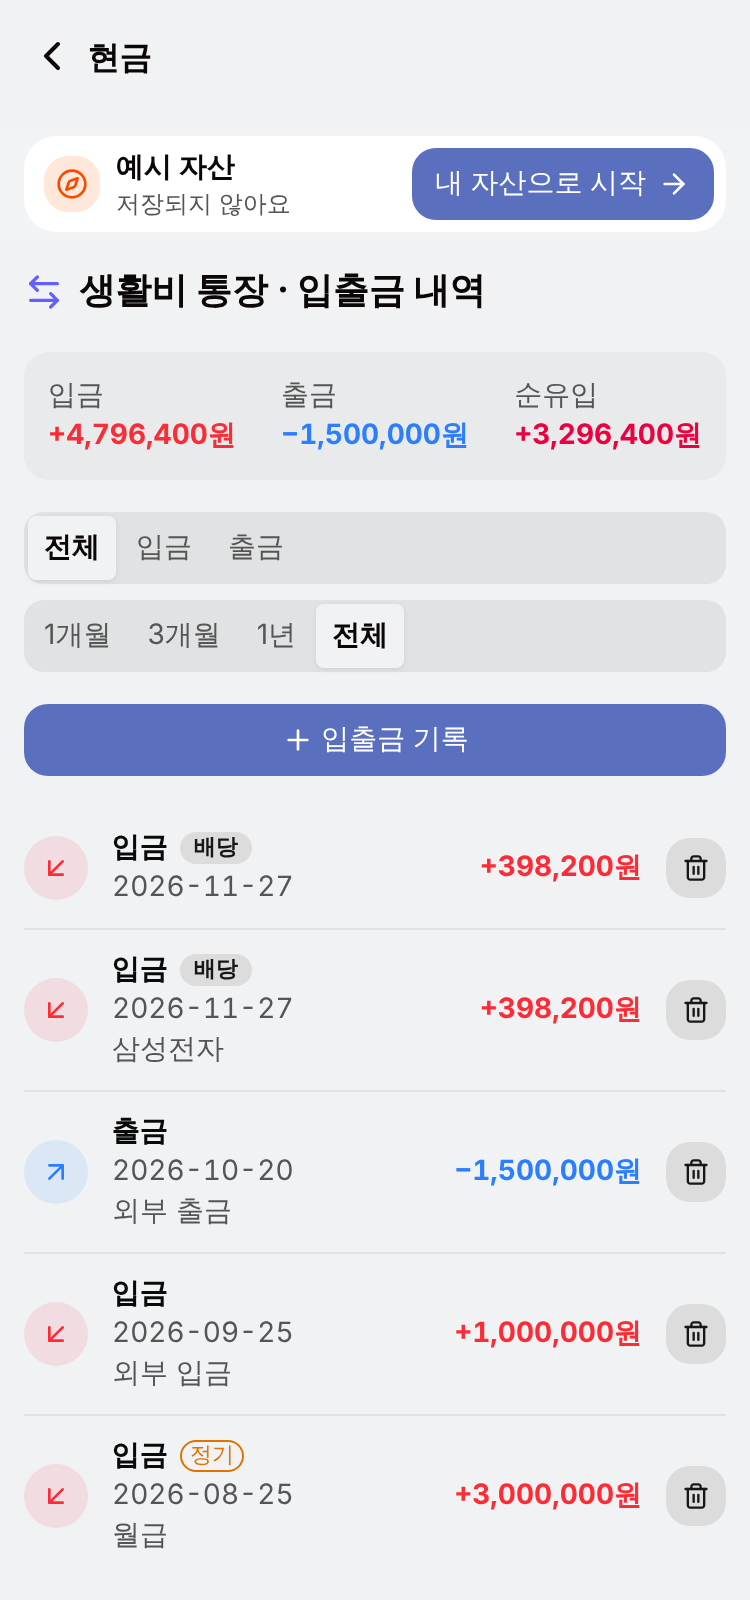 현금
예시 자산
저장되지 않아요
내 자산으로 시작
생활비 통장 · 입출금 내역
입금 출금 순유입
+4,796,400원 −1,500,000원 +3,296,400원
전체 입금 출금
1개월 3개월 1년 전체
입출금 기록
입금 배당
2026-11-27
+398,200원
입금 배당
2026-11-27
삼성전자
+398,200원
출금
2026-10-20
외부 출금
−1,500,000원
입금
2026-09-25
외부 입금
+1,000,000원
입금 정기
2026-08-25
월급
+3,000,000원